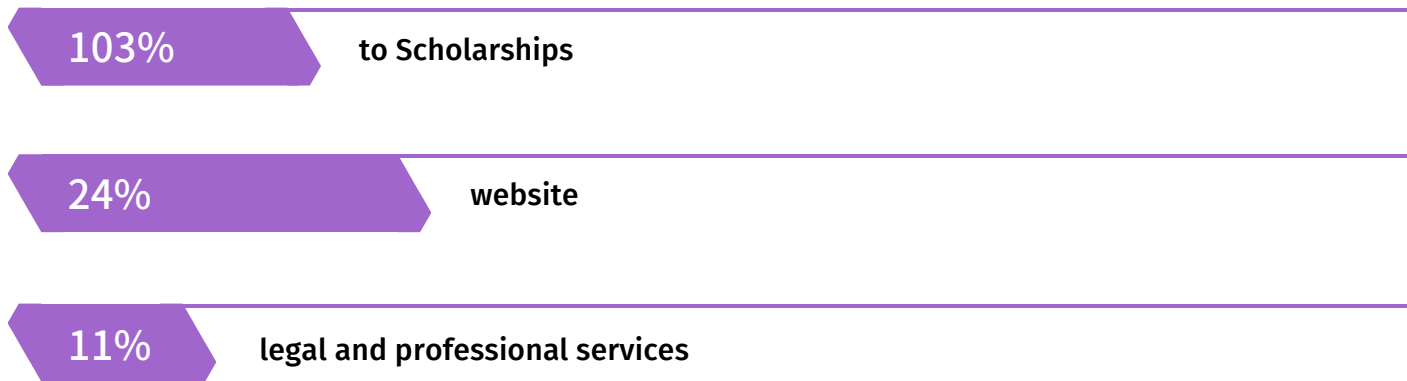 103% to Scholarships
24% website
11% legal and professional services